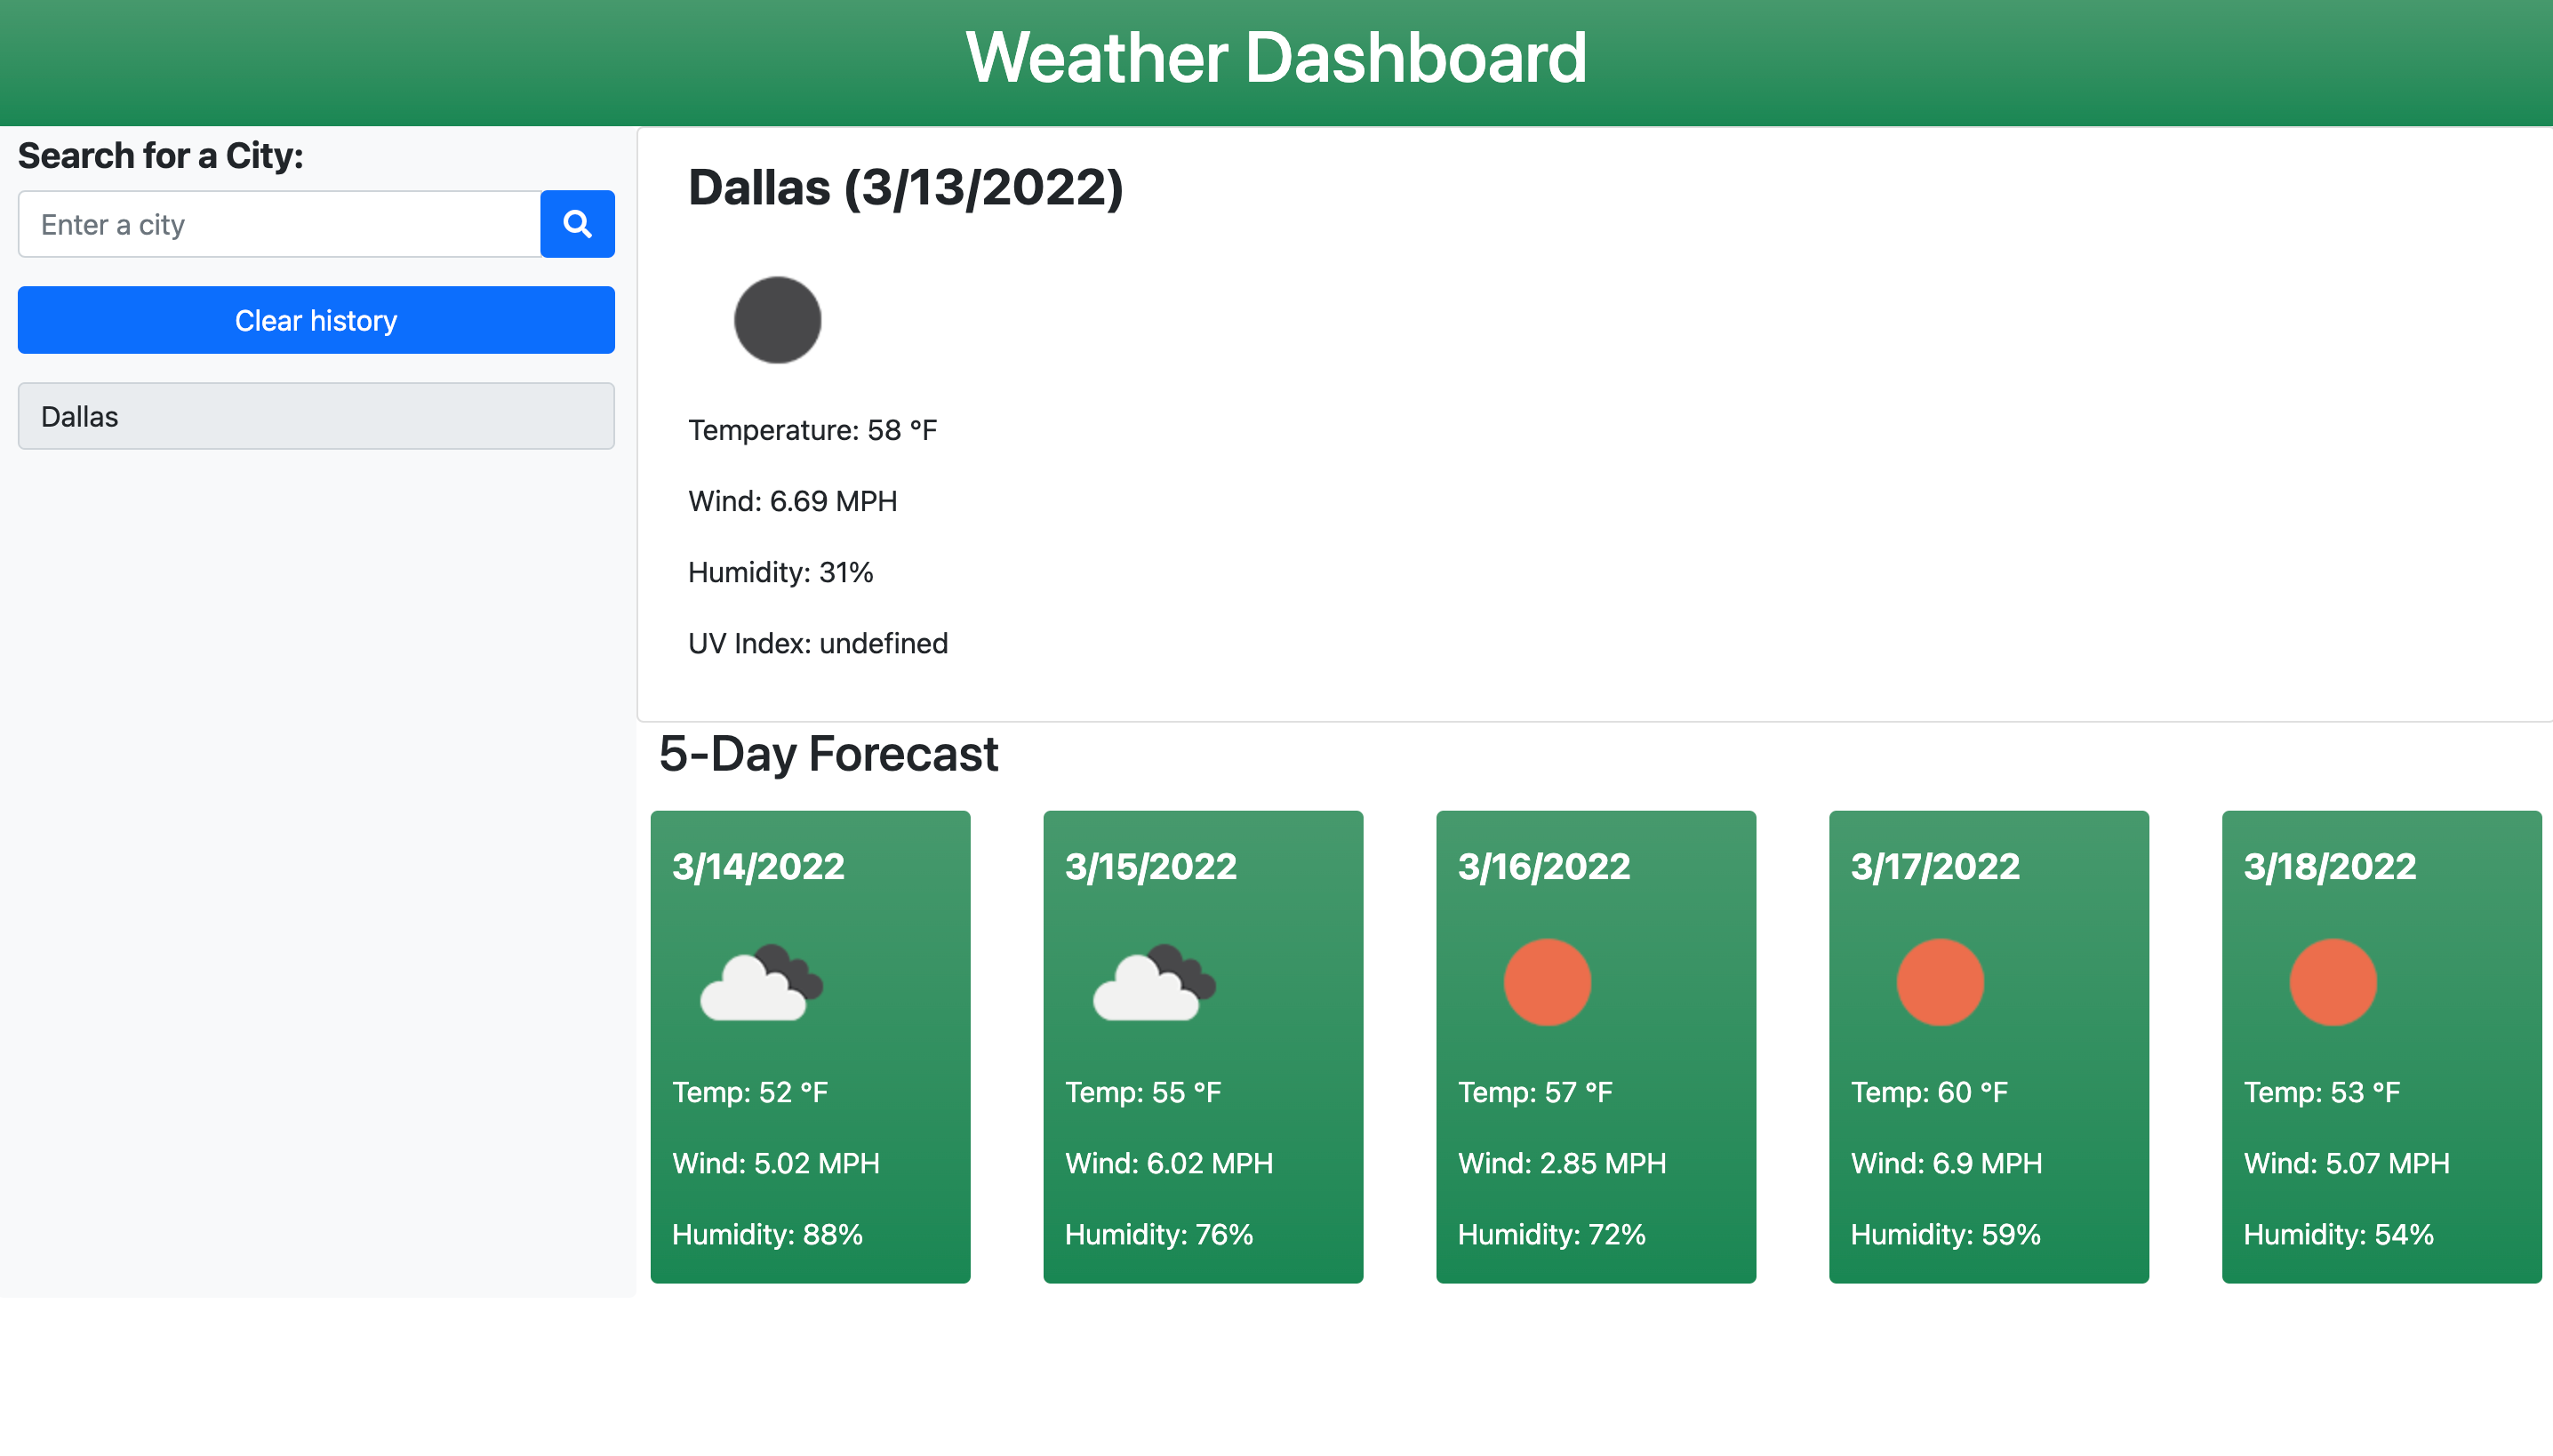 Weather Dashboard
Search for a City:
Enter a city
Clear history
Dallas
Dallas (3/13/2022)
Temperature: 58 °F
Wind: 6.69 MPH
Humidity: 31%
UV Index: undefined
5-Day Forecast
3/14/2022
Temp: 52 °F
Wind: 5.02 MPH
Humidity: 88%
3/15/2022
Temp: 55 °F
Wind: 6.02 MPH
Humidity: 76%
3/16/2022
Temp: 57 °F
Wind: 2.85 MPH
Humidity: 72%
3/17/2022
Temp: 60 °F
Wind: 6.9 MPH
Humidity: 59%
3/18/2022
Temp: 53 °F
Wind: 5.07 MPH
Humidity: 54%